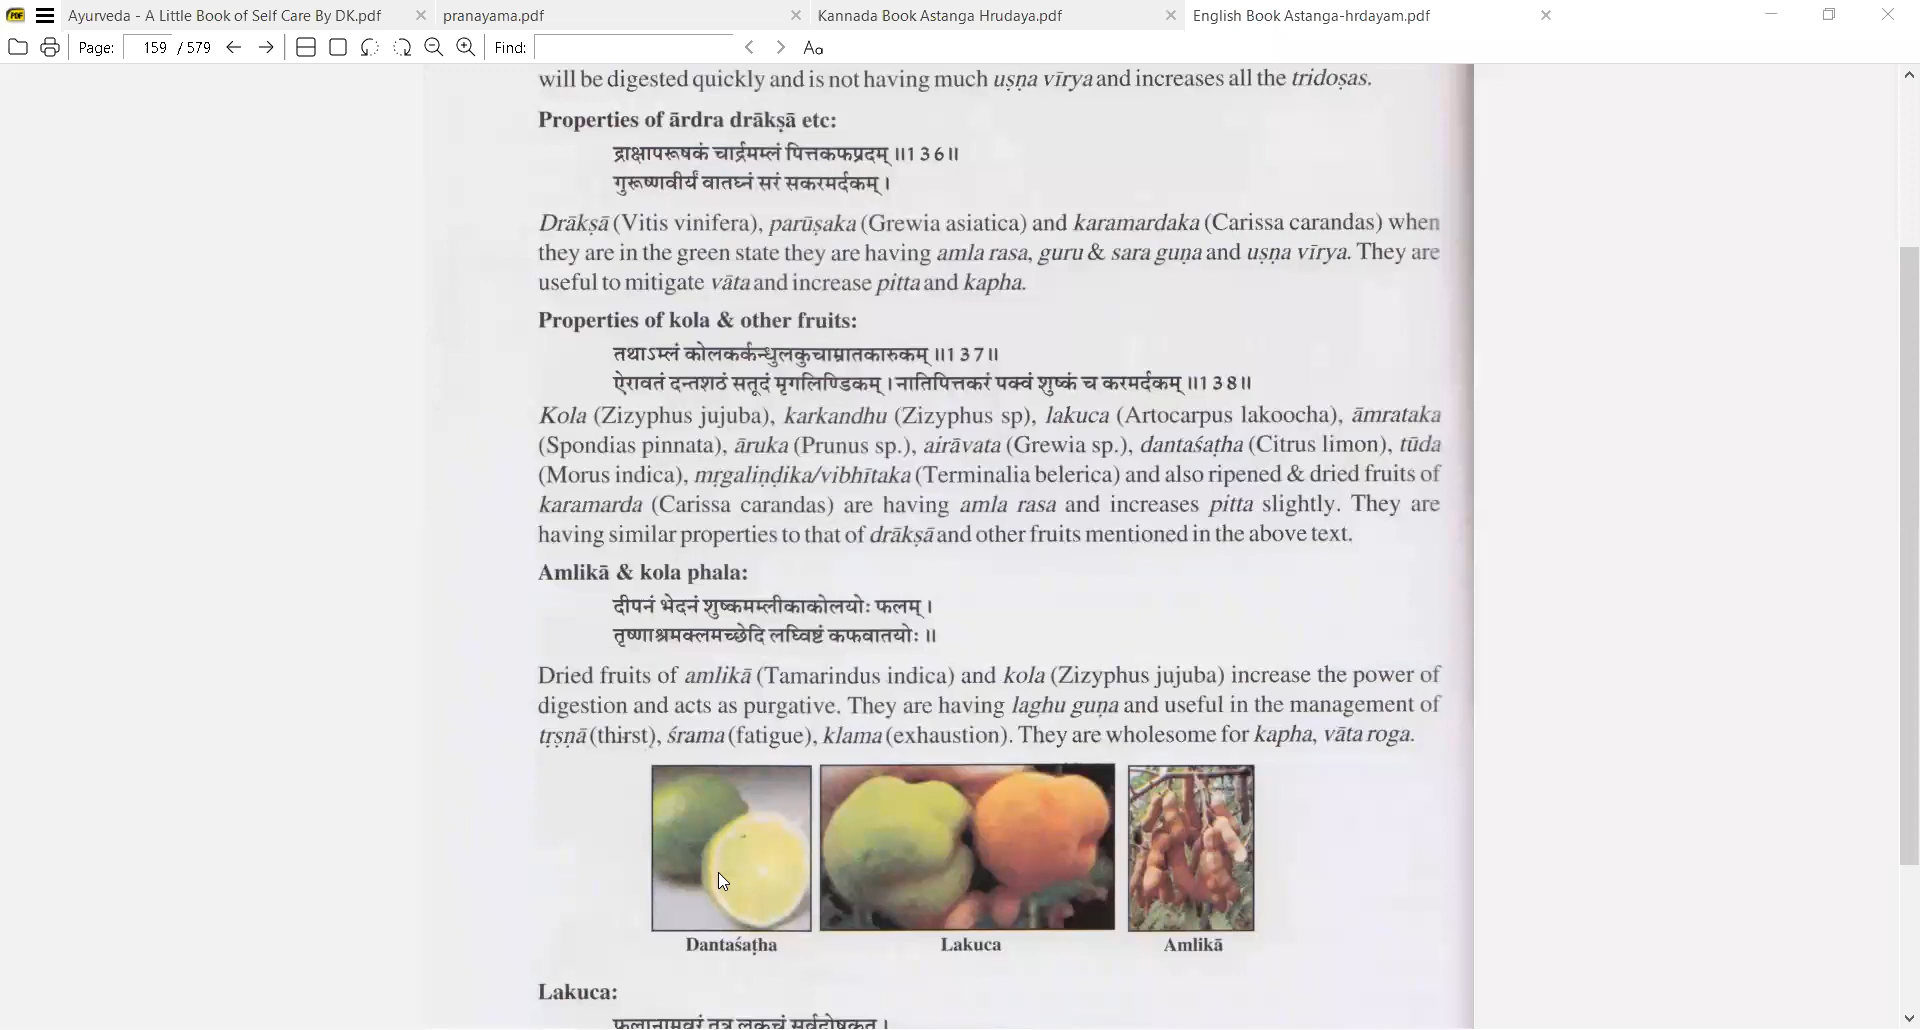 Ayurveda - A Little Book of Self Care By DK.pdf
pranayama.pdf
Kannada Book Astanga Hrudaya.pdf
English Book Astanga-hrdayam.pdf
Page: 159 / 579 Find: Aa
will be digested quickly and is not having much uṣṇa vīrya and increases all the tridoṣas.
Properties of ārdra drākṣā etc:
द्राक्षापरूषकं चार्द्रमम्लं पित्तकफप्रदम् ॥136॥
गुरूष्णवीर्यं वातघ्नं सरं सकरमर्दकम् ।
Drākṣā (Vitis vinifera), parūṣaka (Grewia asiatica) and karamardaka (Carissa carandas) when
they are in the green state they are having amla rasa, guru & sara guṇa and uṣṇa vīrya. They are
useful to mitigate vāta and increase pitta and kapha.
Properties of kola & other fruits:
तथाऽम्लं कोलकर्कन्धुलकुचाम्रातकारुकम् ॥137॥
ऐरावतं दन्तशठं सतूदं मृगलिण्डिकम् । नातिपित्तकरं पक्वं शुष्कं च करमर्दकम् ॥138॥
Kola (Zizyphus jujuba), karkandhu (Zizyphus sp), lakuca (Artocarpus lakoocha), āmrataka
(Spondias pinnata), āruka (Prunus sp.), airāvata (Grewia sp.), dantaśaṭha (Citrus limon), tūda
(Morus indica), mṛgaliṇḍika/vibhītaka (Terminalia belerica) and also ripened & dried fruits of
karamarda (Carissa carandas) are having amla rasa and increases pitta slightly. They are
having similar properties to that of drākṣā and other fruits mentioned in the above text.
Amlikā & kola phala:
दीपनं भेदनं शुष्कमम्लीकाकोलयोः फलम् ।
तृष्णाश्रमक्लमच्छेदि लघ्विष्टं कफवातयोः ॥
Dried fruits of amlikā (Tamarindus indica) and kola (Zizyphus jujuba) increase the power of
digestion and acts as purgative. They are having laghu guṇa and useful in the management of
tṛṣṇā (thirst), śrama (fatigue), klama (exhaustion). They are wholesome for kapha, vāta roga.
Dantaśaṭha
Lakuca
Amlikā
Lakuca:
फलानामवरं तत्र लकुचं सर्वदोषकृत् ।